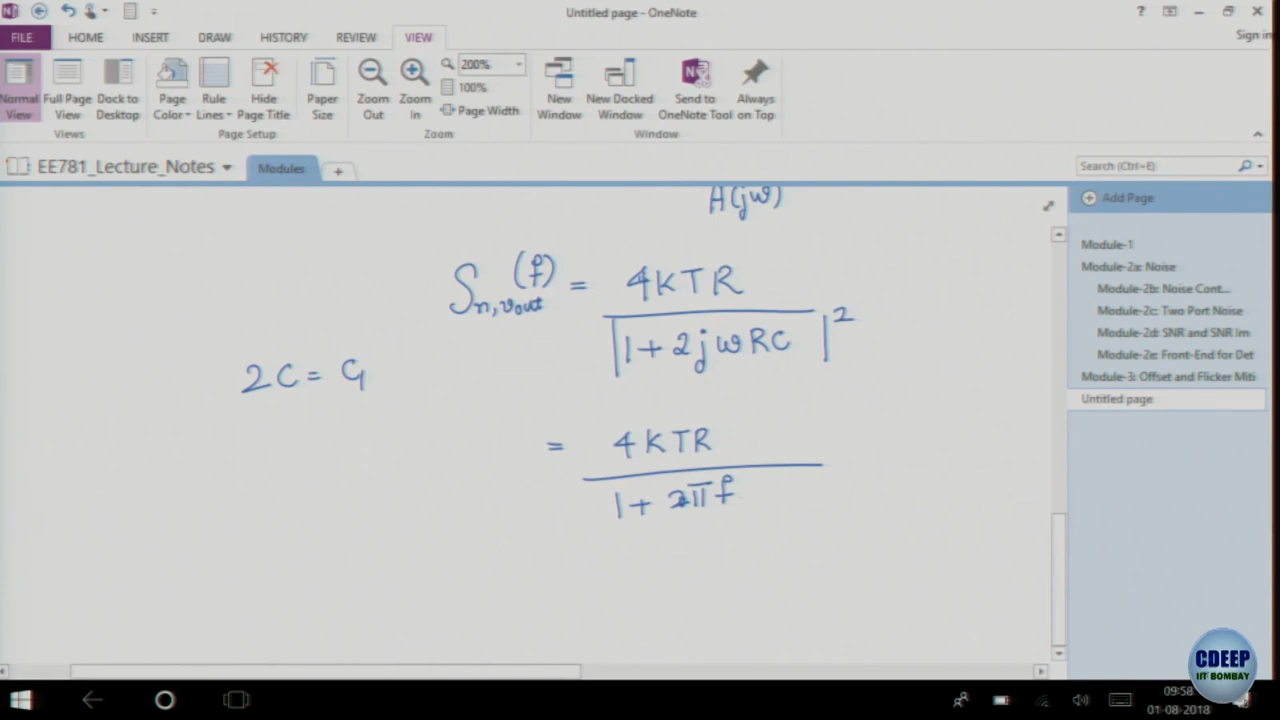 Untitled page - OneNote
Sign in
FILE HOME INSERT DRAW HISTORY REVIEW VIEW
200%
100%
Page Width
Normal View
Full Page View
Dock to Desktop
Page Color
Rule Lines
Hide Page Title
Paper Size
Zoom Out
Zoom In
New Window
New Docked Window
Send to OneNote Tool
Always on Top
Views
Page Setup
Zoom
Window
EE781_Lecture_Notes
Modules
Search (Ctrl+E)
Add Page
Module-1
Module-2a: Noise
Module-2b: Noise Cont...
Module-2c: Two Port Noise
Module-2d: SNR and SNR Im
Module-2e: Front-End for Det
Module-3: Offset and Flicker Miti
Untitled page
H(jω)
S_{n,vout}(f) = 4KTR
|1 + 2jωRC|²
2C = C₁
= 4KTR
1 + 2πf
CDEEP
IIT BOMBAY
09:58
01-08-2018